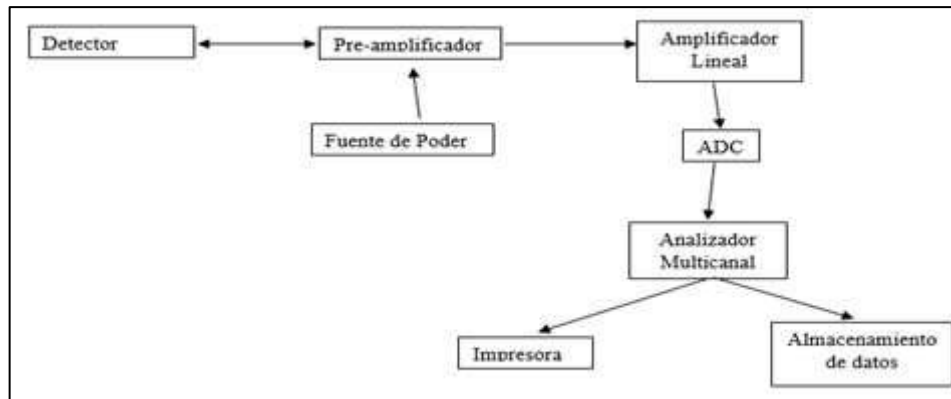 Detector
Pre-amplificador
Amplificador
Lineal
Fuente de Poder
ADC
Analizador
Multicanal
Impresora
Almacenamiento
de datos